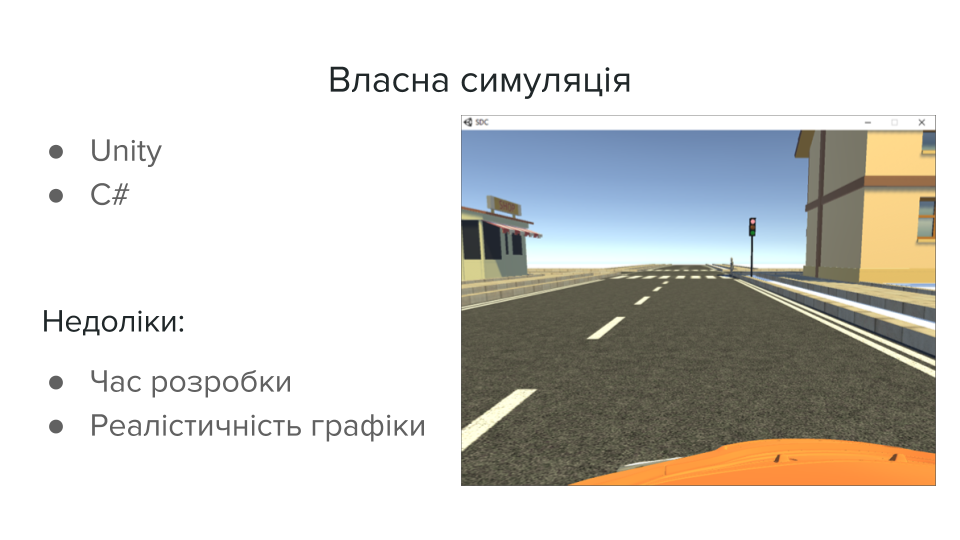 Власна симуляція
Unity
C#
Недоліки:
Час розробки
Реалістичність графіки
SDC